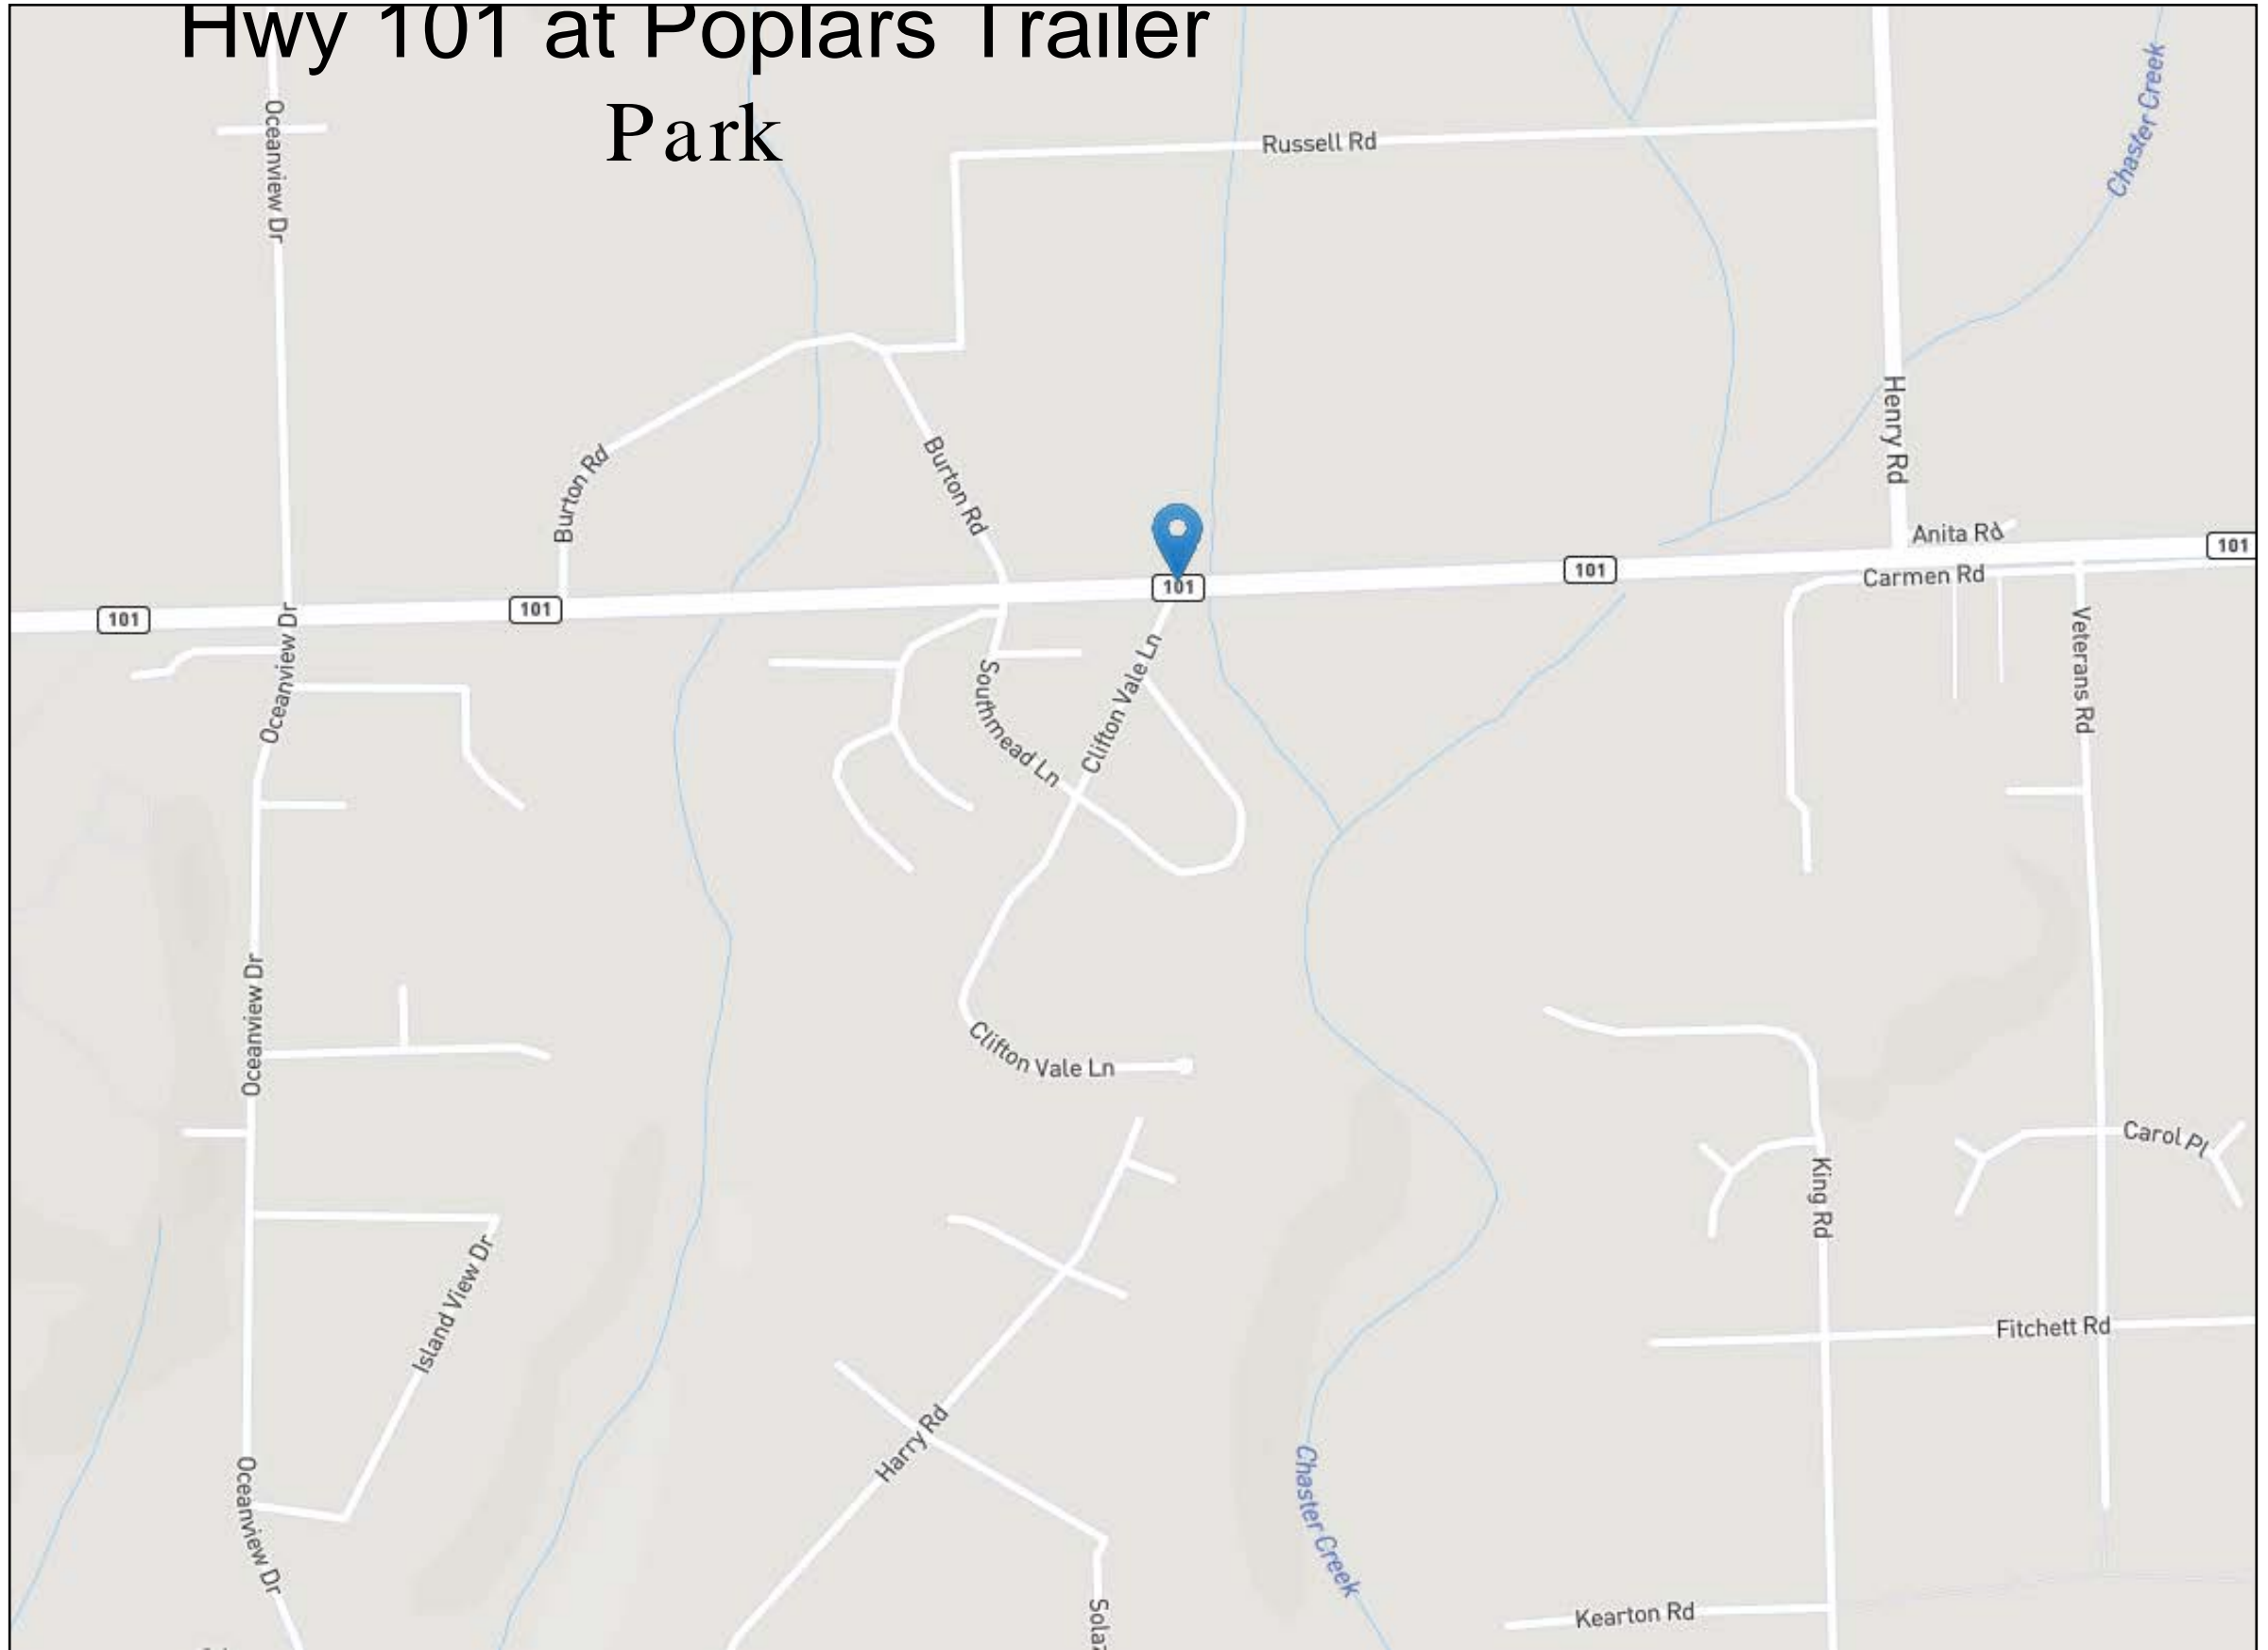 Hwy 101 at Poplars Trailer
Park
Chaster Creek
Oceanview Dr
Russell Rd
Henry Rd
Burton Rd
Burton Rd
Anita Rd
101
101
101
101
101
Carmen Rd
Oceanview Dr
Veterans Rd
Southmead Ln
Clifton Vale Ln
Oceanview Dr
Clifton Vale Ln
Carol Pl
King Rd
Island View Dr
Fitchett Rd
Harry Rd
Oceanview Dr
Chaster Creek
Kearton Rd